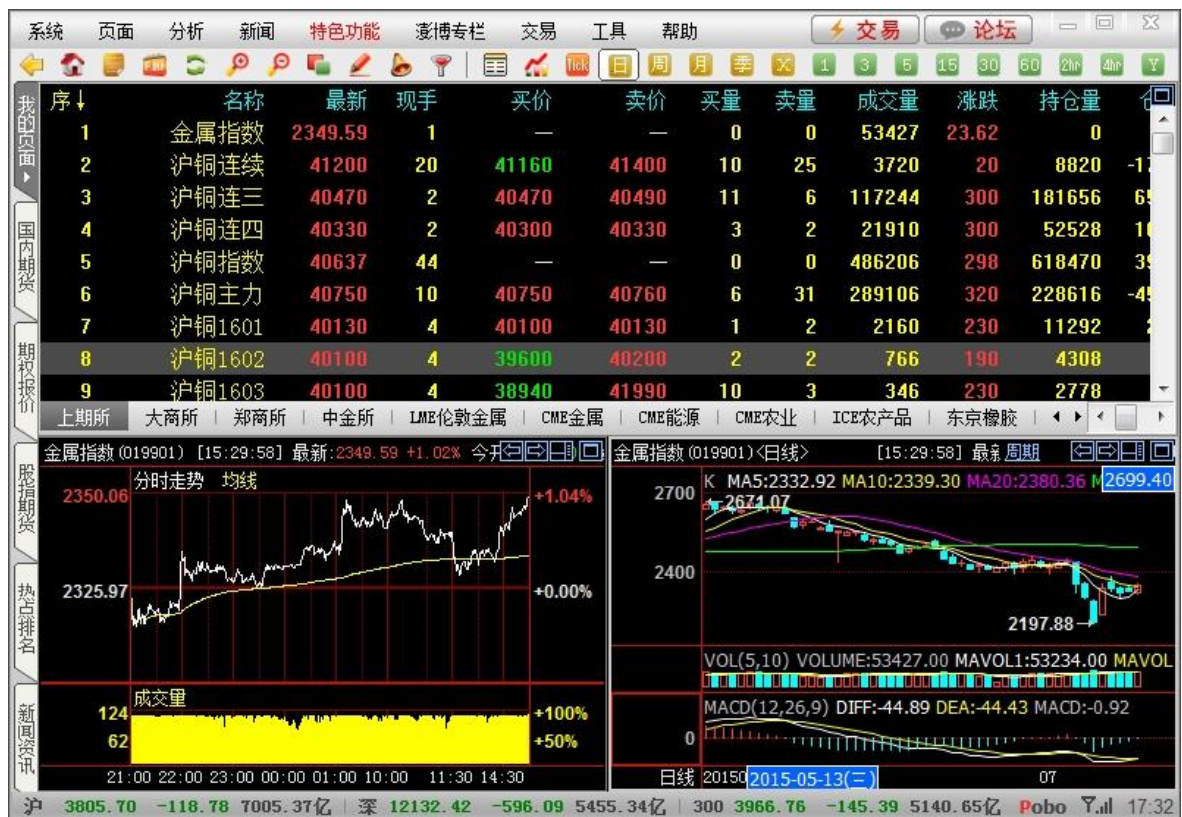 系统 页面 分析 新闻 特色功能 澎博专栏 交易 工具 帮助 交易 论坛
Tick 日 周 月 季 X 1 3 5 15 30 60 2hr 4hr Y
序↓ 名称 最新 现手 买价 卖价 买量 卖量 成交量 涨跌 持仓量
1 金属指数 2349.59 1 — — 0 0 53427 23.62 0
2 沪铜连续 41200 20 41160 41400 10 25 3720 20 8820
3 沪铜连三 40470 2 40470 40490 11 6 117244 300 181656
4 沪铜连四 40330 2 40300 40330 3 2 21910 300 52528
5 沪铜指数 40637 44 — — 0 0 486206 298 618470
6 沪铜主力 40750 10 40750 40760 6 31 289106 320 228616
7 沪铜1601 40130 4 40100 40130 1 2 2160 230 11292
8 沪铜1602 40100 4 39600 40200 2 2 766 190 4308
9 沪铜1603 40100 4 38940 41990 10 3 346 230 2778
我的页面
国内期货
期权报价
股指期货
热点排名
新闻资讯
上期所 大商所 郑商所 中金所 LME伦敦金属 CME金属 CME能源 CME农业 ICE农产品 东京橡胶
金属指数(019901) [15:29:58] 最新:2349.59 +1.02% 今开
分时走势 均线
2350.06 +1.04%
2325.97 +0.00%
成交量
124 +100%
62 +50%
21:00 22:00 23:00 00:00 01:00 10:00 11:30 14:30
金属指数(019901)<日线> [15:29:58] 最新 周期
K MA5:2332.92 MA10:2339.30 MA20:2380.36 M 2699.40
2700 2671.07
2400
2197.88
VOL(5,10) VOLUME:53427.00 MAVOL1:53234.00 MAVOL
MACD(12,26,9) DIFF:-44.89 DEA:-44.43 MACD:-0.92
0
日线 20150 2015-05-13(三) 07
沪 3805.70 -118.78 7005.37亿 深 12132.42 -596.09 5455.34亿 300 3966.76 -145.39 5140.65亿 Pobo 17:32